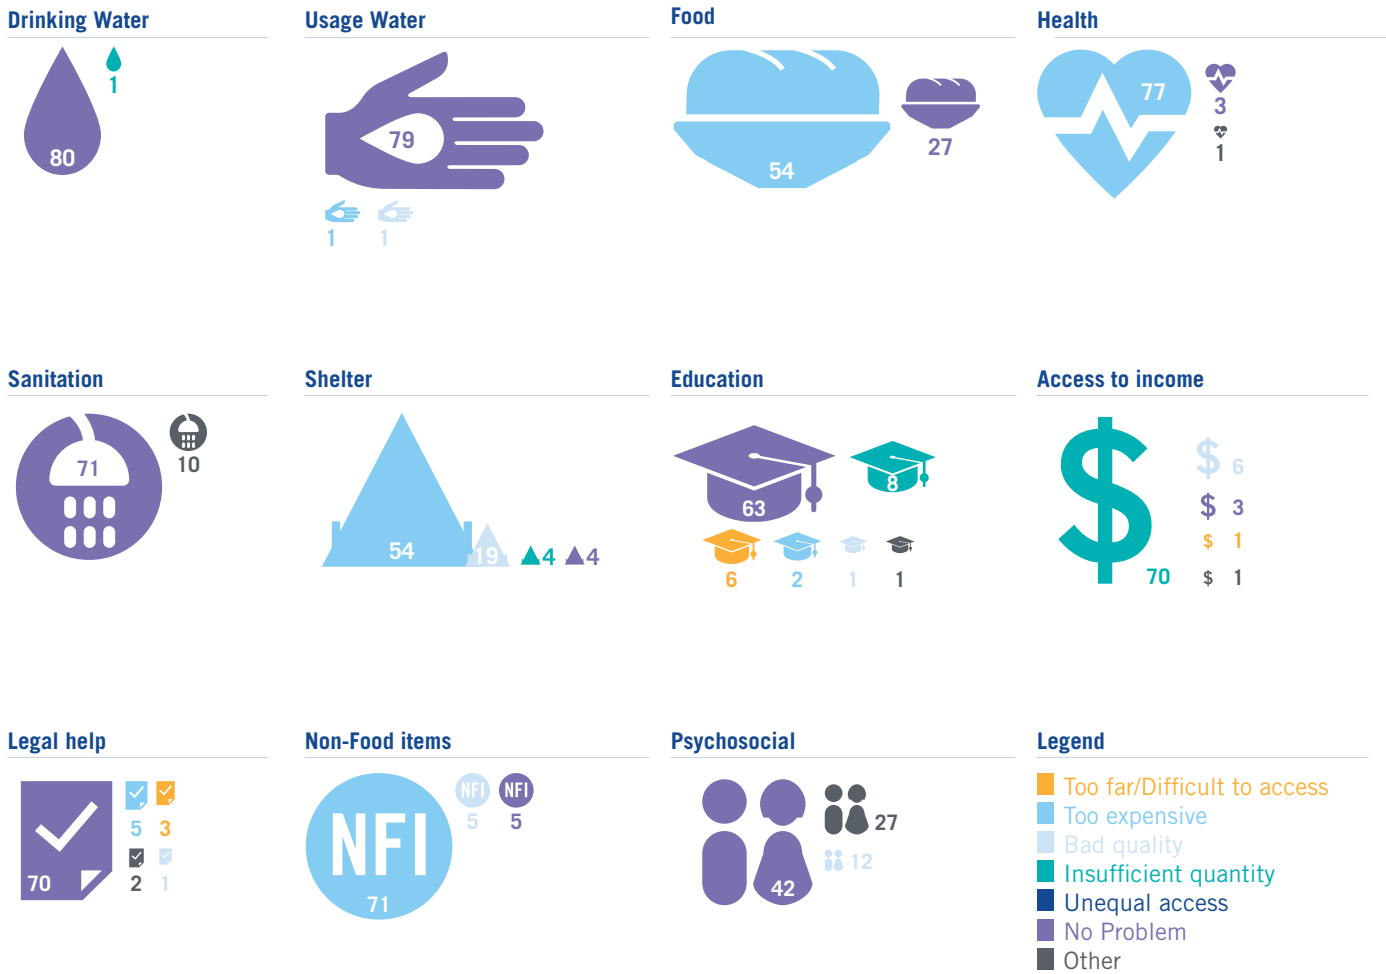 Drinking Water
80
1
Usage Water
79
1
1
Food
54
27
Health
77
3
1
Sanitation
71
10
Shelter
54
19
4
4
Education
63
8
6
2
1
1
Access to income
70
6
3
1
1
Legal help
70
5
3
2
1
Non-Food items
NFI
71
NFI
5
NFI
5
Psychosocial
42
27
12
Legend
Too far/Difficult to access
Too expensive
Bad quality
Insufficient quantity
Unequal access
No Problem
Other